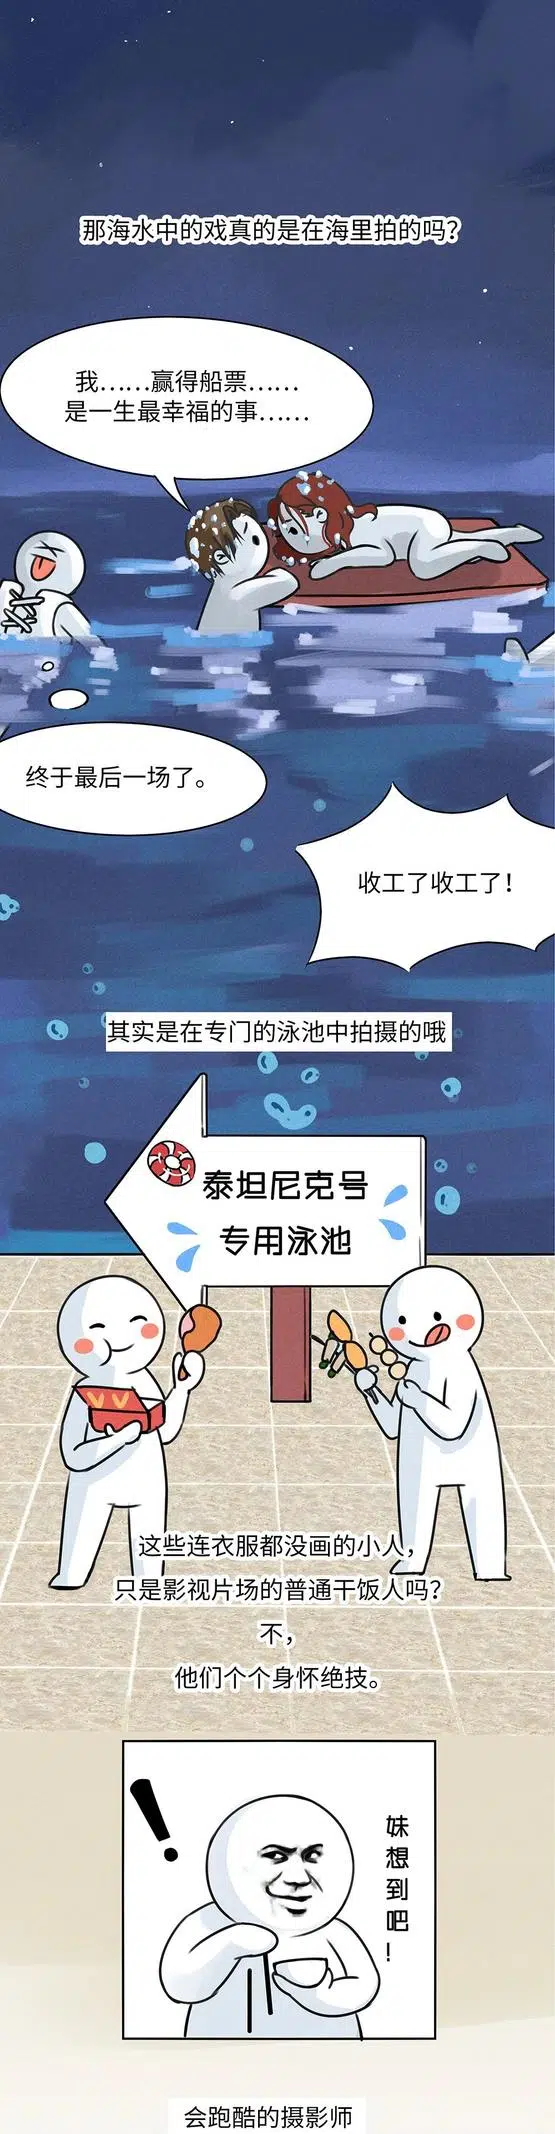 那海水中的戏真的是在海里拍的吗？
我……赢得船票……
是一生最幸福的事……
终于最后一场了。
收工了收工了！
其实是在专门的泳池中拍摄的哦
泰坦尼克号
专用泳池
这些连衣服都没画的小人，
只是影视片场的普通干饭人吗？
不，
他们个个身怀绝技。
妹想到吧！
会跑酷的摄影师